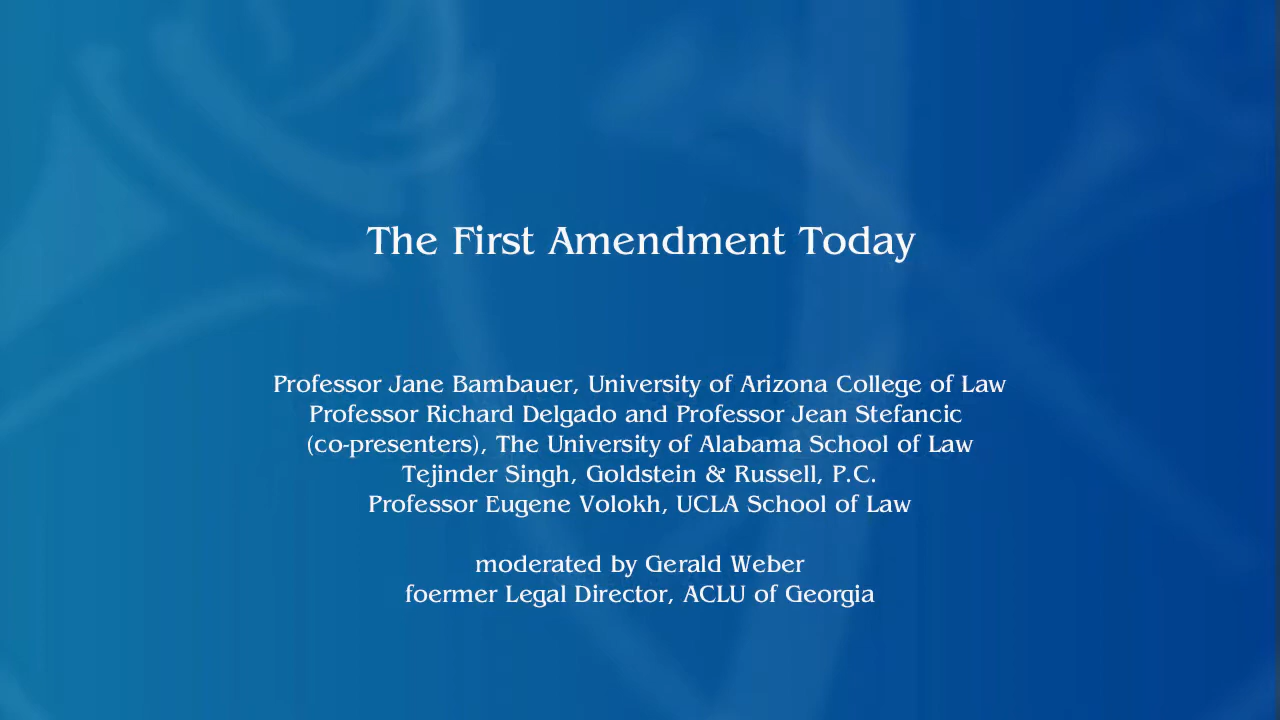 The First Amendment Today
Professor Jane Bambauer, University of Arizona College of Law
Professor Richard Delgado and Professor Jean Stefancic
(co-presenters), The University of Alabama School of Law
Tejinder Singh, Goldstein & Russell, P.C.
Professor Eugene Volokh, UCLA School of Law
moderated by Gerald Weber
foermer Legal Director, ACLU of Georgia